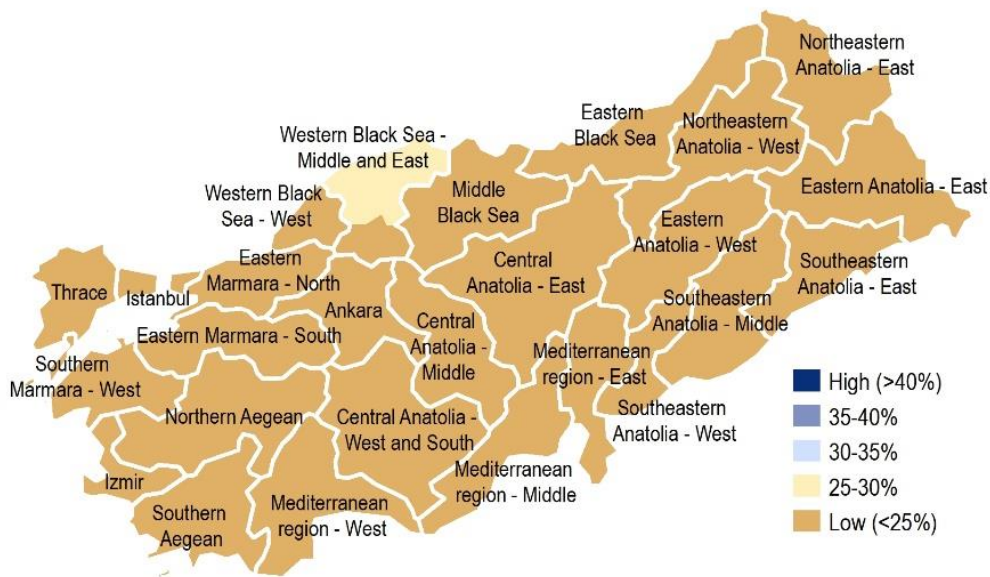 Northeastern
Anatolia - East
Eastern
Black Sea
Northeastern
Anatolia - West
Western Black Sea -
Middle and East
Middle
Black Sea
Eastern Anatolia - East
Western Black
Sea - West
Eastern
Anatolia - West
Eastern
Marmara - North
Central
Anatolia - East
Southeastern
Anatolia - East
Thrace
Istanbul
Ankara
Southeastern
Anatolia - Middle
Eastern Marmara - South
Central
Anatolia -
Middle
Southern
Marmara - West
Mediterranean
region - East
Northern Aegean
Central Anatolia -
West and South
Southeastern
Anatolia - West
Izmir
Mediterranean
region - Middle
Southern
Aegean
Mediterranean
region - West
High (>40%)
35-40%
30-35%
25-30%
Low (<25%)